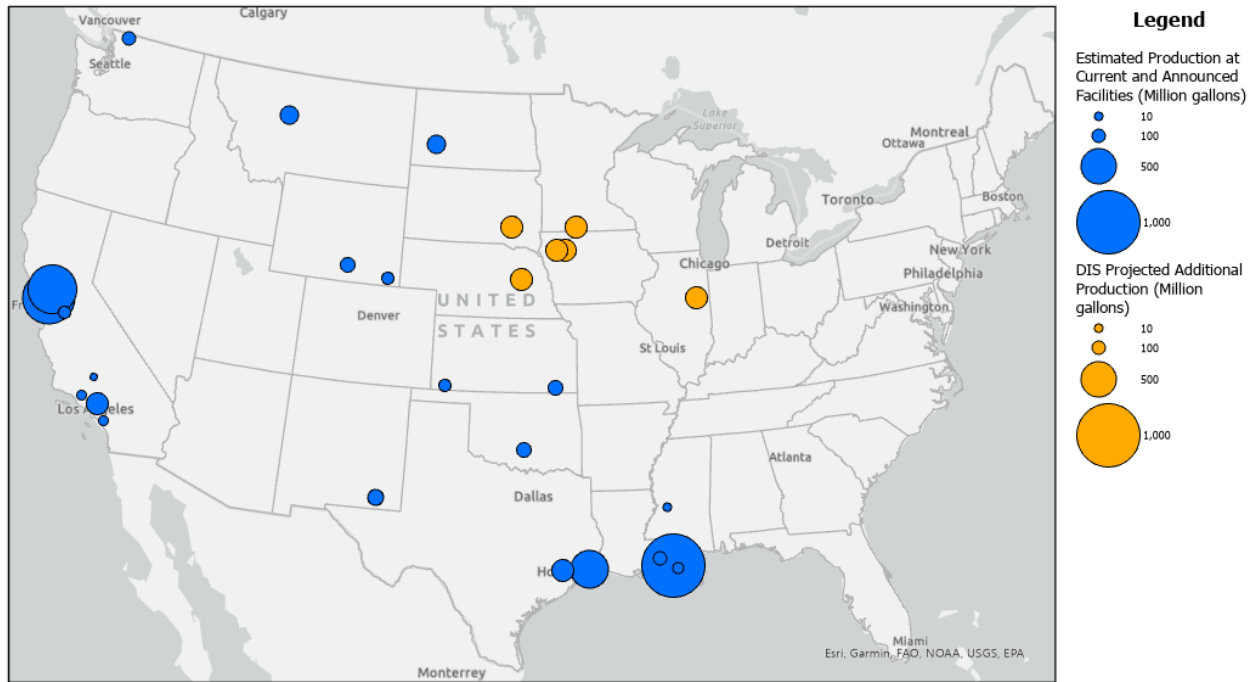 Calgary
Vancouver
Seattle
Lake
Superior
Montreal
Ottawa
Toronto
Boston
Detroit
New York
Chicago
Philadelphia
UNITED
Washington
Denver
STATES
St Louis
Los Angeles
Atlanta
Dallas
Miami
Monterrey
Esri, Garmin, FAO, NOAA, USGS, EPA
Legend
Estimated Production at
Current and Announced
Facilities (Million gallons)
10
100
500
1,000
DIS Projected Additional
Production (Million
gallons)
10
100
500
1,000